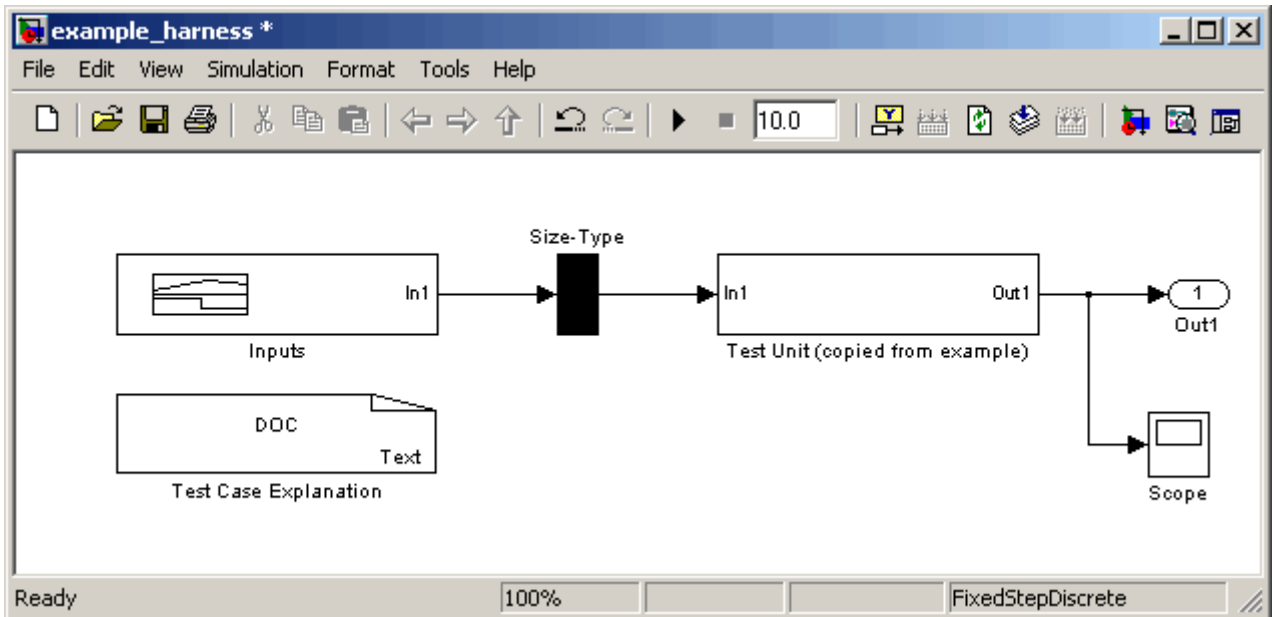 example_harness *
File Edit View Simulation Format Tools Help
10.0
Size-Type
In1
In1
Out1
1
Inputs
Test Unit (copied from example)
Out1
DOC
Text
Test Case Explanation
Scope
Ready 100% FixedStepDiscrete